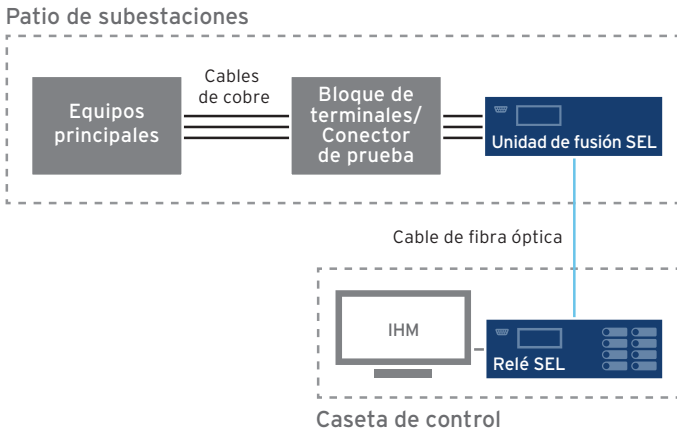 Patio de subestaciones
Equipos
principales
Cables
de cobre
Bloque de
terminales/
Conector
de prueba
Unidad de fusión SEL
Cable de fibra óptica
IHM
Relé SEL
Caseta de control